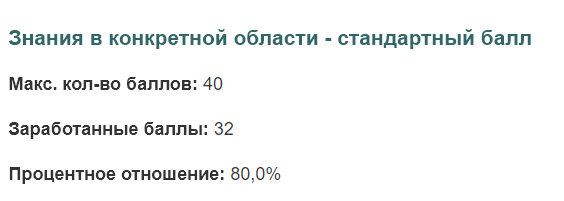 Знания в конкретной области - стандартный балл
Макс. кол-во баллов: 40
Заработанные баллы: 32
Процентное отношение: 80,0%